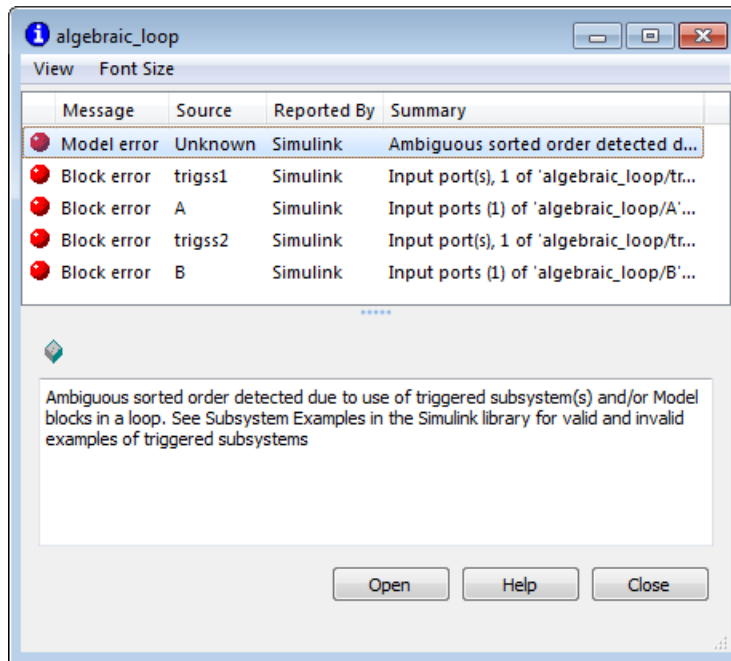 algebraic_loop
View Font Size
Message Source Reported By Summary
Model error Unknown Simulink Ambiguous sorted order detected d...
Block error trigss1 Simulink Input port(s), 1 of 'algebraic_loop/tr...
Block error A Simulink Input ports (1) of 'algebraic_loop/A'...
Block error trigss2 Simulink Input port(s), 1 of 'algebraic_loop/tr...
Block error B Simulink Input ports (1) of 'algebraic_loop/B'...
Ambiguous sorted order detected due to use of triggered subsystem(s) and/or Model
blocks in a loop. See Subsystem Examples in the Simulink library for valid and invalid
examples of triggered subsystems
Open Help Close